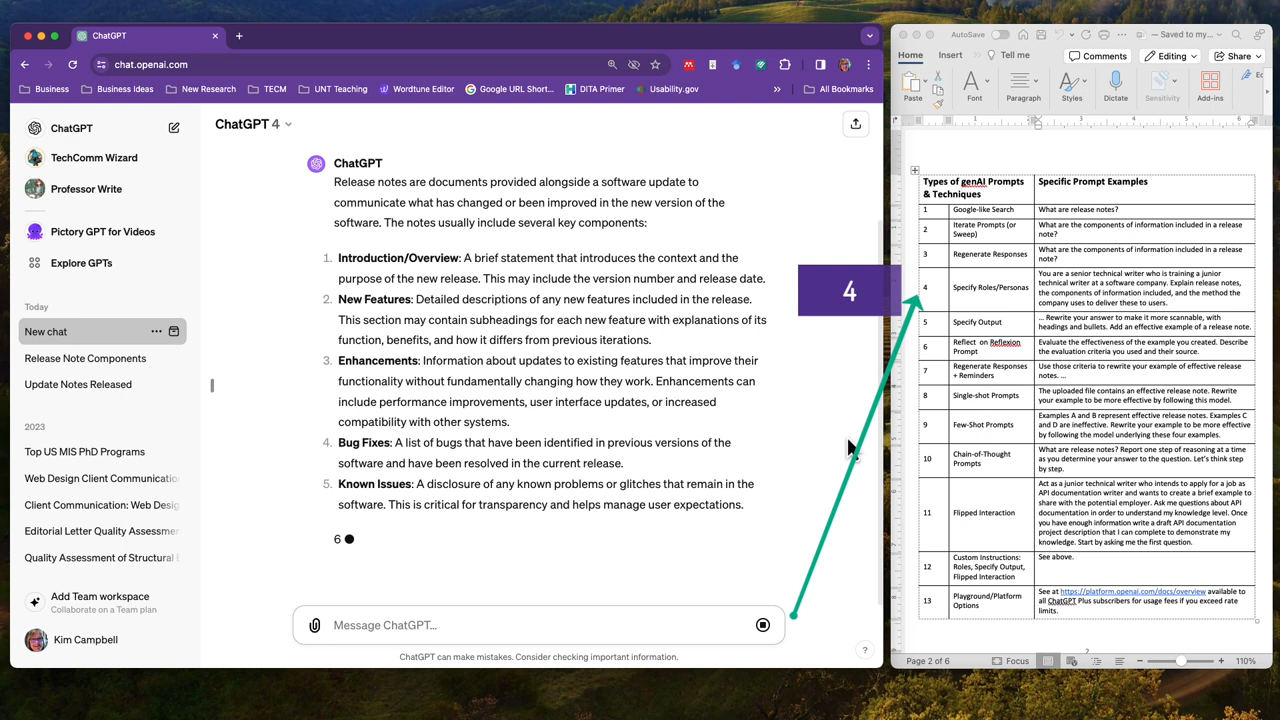 ChatGPT
chat.openai.com
Business
Business Ideas
New Research
TECM
Client Teaching
Wordtune Editor
Google URL Short...
DITA Primer
Usability.gov
»
All Bookmarks
ChatGPT
TechComm Wizard
Professor Write
Pictory GPT for Videos
Explore GPTs
Today
New chat
Release Note Components
Update Notes Released
2023
Top US MIS PhD Programs
Web Design Client Communicatio
Client Communication: Web Desig
Editorial Letter Quality Assessmer
Quality Assessment of Structural E
Add Team workspace
Collaborate on a Team plan
Kim Campbell
ChatGPT 4
ChatGPT
Release notes are documents provided alongside a software update to
communicate what has changed or been improved in the new version of the
software. The notes usually include several key components:
1. Introduction/Overview: A brief statement that introduces the context and the
purpose of the new release. This may include the version number and release date.
2. New Features: Detailed descriptions of any new features included in the release.
This section may contain subheadings for each new feature with explanations of its
function, benefits, and how it differs from previous iterations.
3. Enhancements: Information about updates to existing features that improve their
functionality without fundamentally changing how they work. Enhancements can
include performance improvements, user interface updates, or increased
compatibility with other systems.
4. Bug Fixes: A list of bugs that have been identified in previous versions of the
software and have been resolved in the current release.
5. Known Issues: A disclosure of any known problems or glitches that remain in the
software. This is critical for transparency and helps manage user expectations.
6
Message ChatGPT...
ChatGPT can make mistakes. Consider checking important information.
?
4
AutoSave
— Saved to my...
Home
Insert
Tell me
Comments
Editing
Share
Paste
Font
Paragraph
Styles
Dictate
Sensitivity
Add-ins
Types of genAI Prompts & Techniques
Specific Prompt Examples
1
Google-like Search
What are release notes?
2
Iterate Prompts (or
Sweep)
What are the components of information included in a release
note?
3
Regenerate Responses
What are the components of information included in a release
note?
4
Specify Roles/Personas
You are a senior technical writer who is training a junior
technical writer at a software company. Explain release notes,
the components of information included, and the method the
company uses to deliver these to users.
5
Specify Output
... Rewrite your answer to make it more scannable, with
headings and bullets. Add an effective example of a release note.
6
Reflect on Reflexion
Prompt
Evaluate the effectiveness of the example you created. Describe
the evaluation criteria you used and their source.
7
Regenerate Responses
+ Reminders
Use those criteria to rewrite your example of effective release
notes. ...
8
Single-shot Prompts
The uploaded file contains an effective release note. Rewrite
your example to be more effective by following this model.
9
Few-Shot Prompts
Examples A and B represent effective release notes. Examples C
and D are ineffective. Rewrite your example to be more effective
by following the model underlying these four examples.
10
Chain-of-Thought
Prompts
What are release notes? Report one step of reasoning at a time
as you determine your answer to the question. Let's think step
by step.
11
Flipped Interaction
Act as a junior technical writer who intends to apply for a job as
API documentation writer and wants to create a brief example to
share with the potential employer. Ask me questions about API
documentation in order to understand my knowledge level. Once
you have enough information write a draft API documentation
project description that I can complete to demonstrate my
knowledge. Start by asking me the first question.
12
Custom Instructions:
Roles, Specify Output,
Flipped Interaction
See above.
13
Playground/Platform
Options
See at https://platform.openai.com/docs/overview available to
all ChatGPT Plus subscribers for usage fees if you exceed rate
limits.
Page 2 of 6
Focus
110%